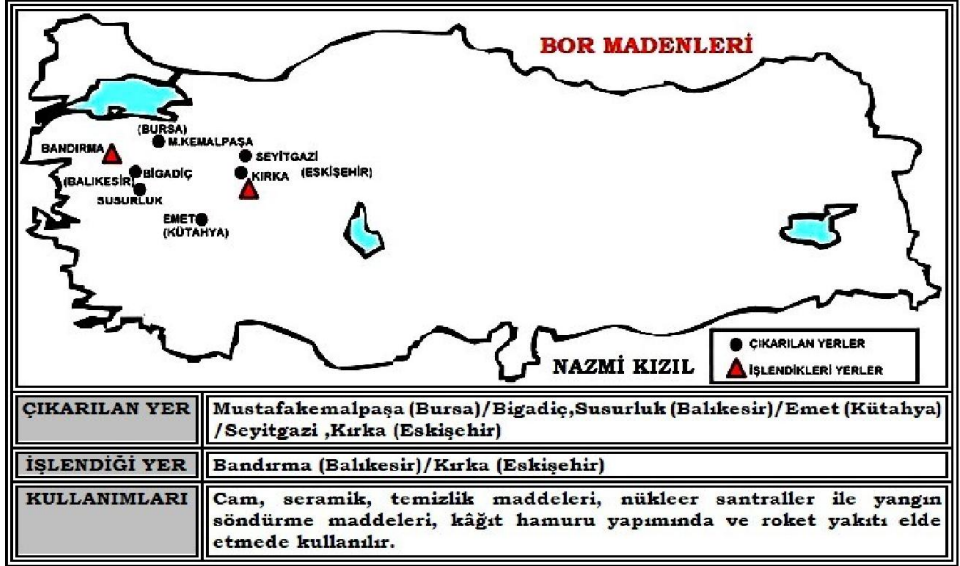 BOR MADENLERİ
(BURSA)
M.KEMALPAŞA
BANDIRMA
SEYİTGAZİ
BİGADİÇ
KIRKA (ESKİŞEHİR)
(BALIKESİR)
SUSURLUK
EMET
(KÜTAHYA)
ÇIKARILAN YERLER
NAZMİ KIZIL
İŞLENDİKLERİ YERLER
ÇIKARILAN YER
Mustafakemalpaşa (Bursa)/Bigadiç,Susurluk (Balıkesir)/Emet (Kütahya)
/Seyitgazi ,Kırka (Eskişehir)
İŞLENDİĞİ YER
Bandırma (Balıkesir)/Kırka (Eskişehir)
KULLANIMLARI
Cam, seramik, temizlik maddeleri, nükleer santraller ile yangın
söndürme maddeleri, kâğıt hamuru yapımında ve roket yakıtı elde
etmede kullanılır.